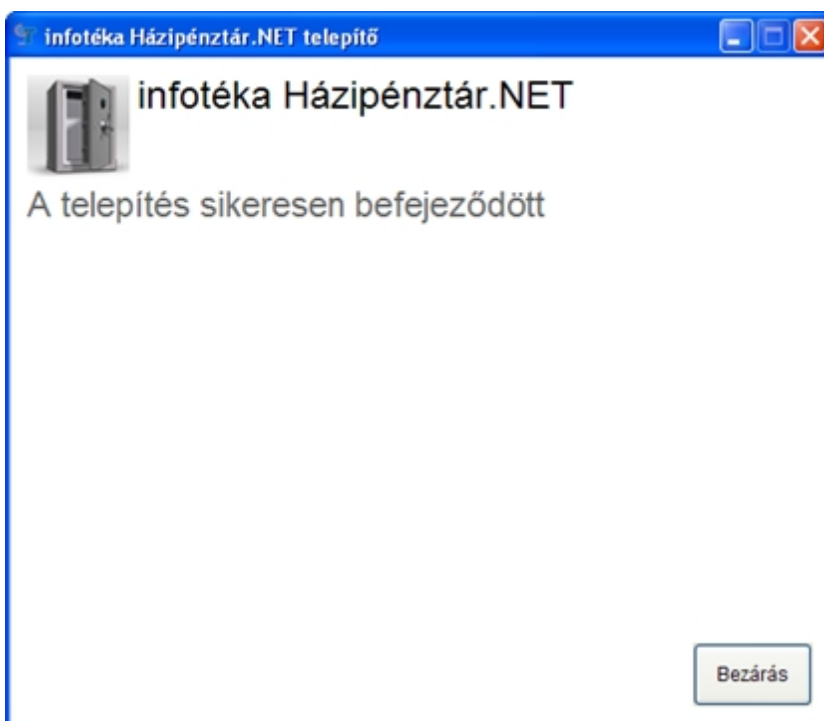 infotéka Házipénztár.NET telepítő
infotéka Házipénztár.NET
A telepítés sikeresen befejeződött
Bezárás